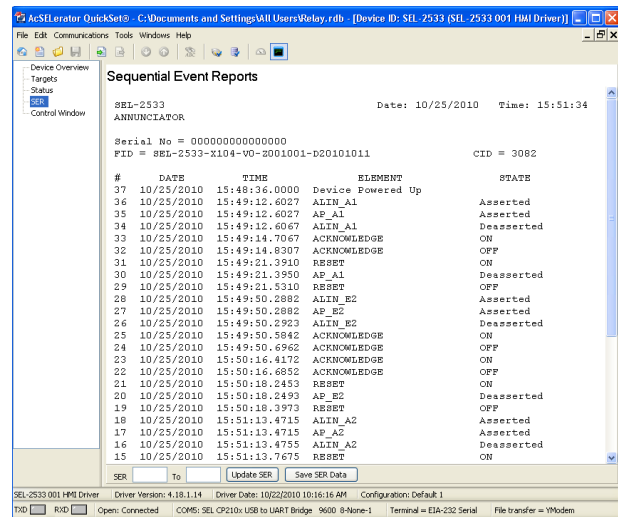 AcSELerator QuickSet® - C:\Documents and Settings\All Users\Relay.rdb - [Device ID: SEL-2533 (SEL-2533 001 HMI Driver)]
File Edit Communications Tools Windows Help
Device Overview
Targets
Status
SER
Control Window
Sequential Event Reports
SEL-2533 Date: 10/25/2010 Time: 15:51:34
ANNUNCIATOR
Serial No = 000000000000000
FID = SEL-2533-X104-V0-Z001001-D20101011 CID = 3082
# DATE TIME ELEMENT STATE
37 10/25/2010 15:48:36.0000 Device Powered Up
36 10/25/2010 15:49:12.6027 ALIN_A1 Asserted
35 10/25/2010 15:49:12.6027 AP_A1 Asserted
34 10/25/2010 15:49:12.6067 ALIN_A1 Deasserted
33 10/25/2010 15:49:14.7067 ACKNOWLEDGE ON
32 10/25/2010 15:49:14.8307 ACKNOWLEDGE OFF
31 10/25/2010 15:49:21.3910 RESET ON
30 10/25/2010 15:49:21.3950 AP_A1 Deasserted
29 10/25/2010 15:49:21.5310 RESET OFF
28 10/25/2010 15:49:50.2882 ALIN_E2 Asserted
27 10/25/2010 15:49:50.2882 AP_E2 Asserted
26 10/25/2010 15:49:50.2923 ALIN_E2 Deasserted
25 10/25/2010 15:49:50.5842 ACKNOWLEDGE ON
24 10/25/2010 15:49:50.6962 ACKNOWLEDGE OFF
23 10/25/2010 15:50:16.4172 ACKNOWLEDGE ON
22 10/25/2010 15:50:16.6852 ACKNOWLEDGE OFF
21 10/25/2010 15:50:18.2453 RESET ON
20 10/25/2010 15:50:18.2493 AP_E2 Deasserted
19 10/25/2010 15:50:18.3973 RESET OFF
18 10/25/2010 15:51:13.4715 ALIN_A2 Asserted
17 10/25/2010 15:51:13.4715 AP_A2 Asserted
16 10/25/2010 15:51:13.4755 ALIN_A2 Deasserted
15 10/25/2010 15:51:13.7675 RESET ON
SER To Update SER Save SER Data
SEL-2533 001 HMI Driver Driver Version: 4.18.1.14 Driver Date: 10/22/2010 10:16:16 AM Configuration: Default 1
TXD RXD Open: Connected COM5: SEL CP210x USB to UART Bridge 9600 8-None-1 Terminal = EIA-232 Serial File transfer = YModem